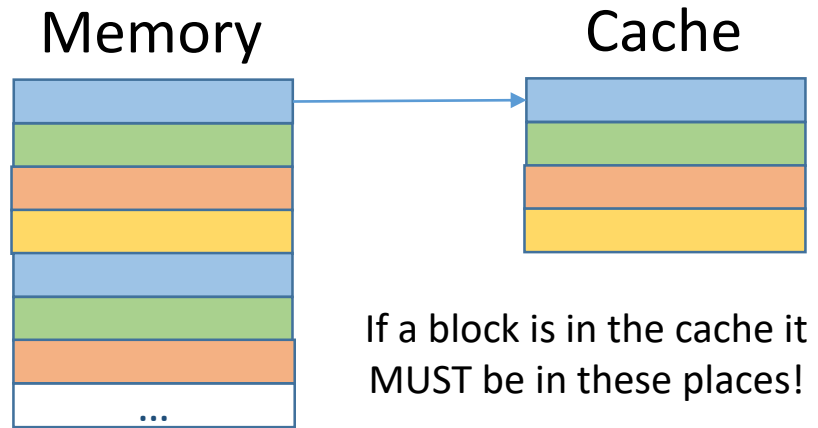 Memory
Cache
If a block is in the cache it
MUST be in these places!
...